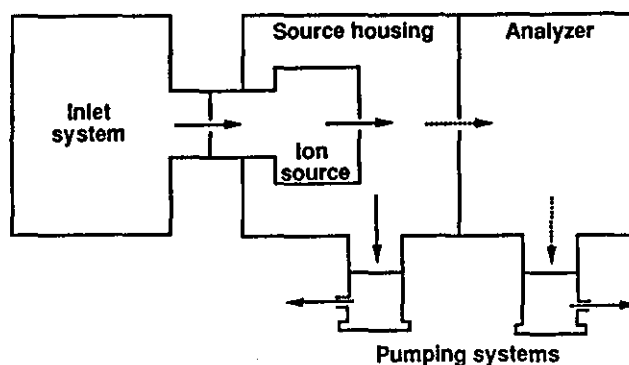 Source housing
Analyzer
Inlet
system
Ion
source
Pumping systems